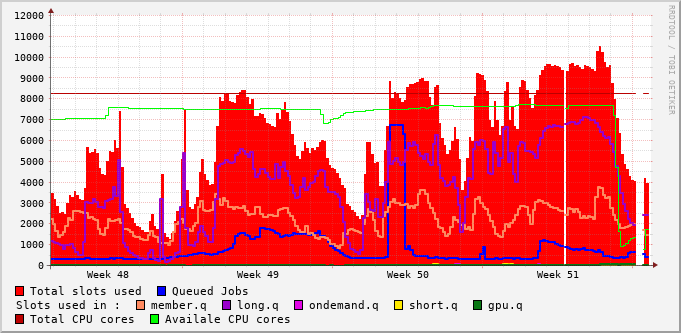 12000
11000
10000
9000
8000
7000
6000
5000
4000
3000
2000
1000
0
Week 48 Week 49 Week 50 Week 51
RRDTOOL / TOBI OETIKER
Total slots used Queued Jobs
Slots used in : member.q long.q ondemand.q short.q gpu.q
Total CPU cores Availale CPU cores